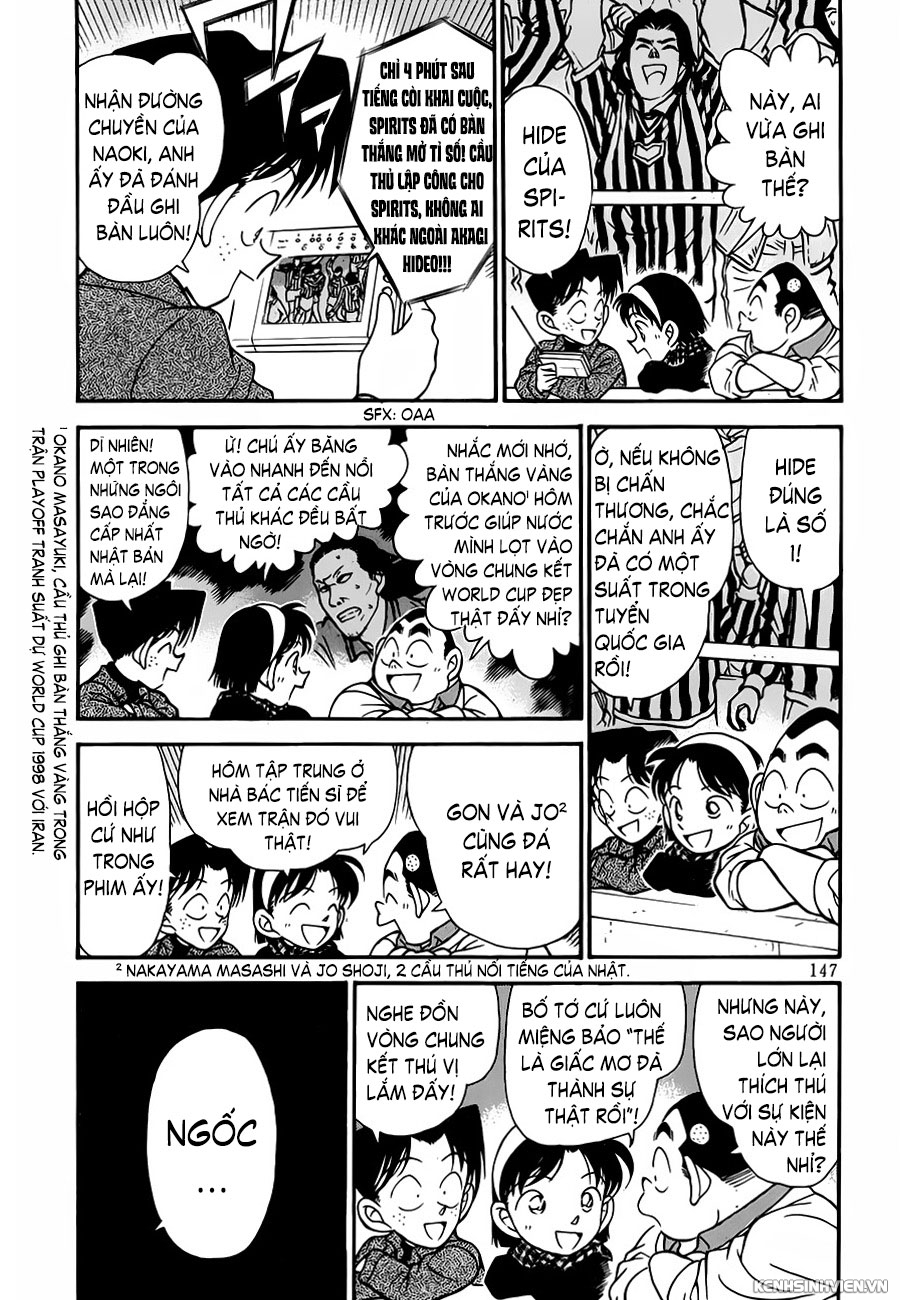 NÀY, AI
VỪA GHI
BÀN
THẾ?
HIDE
CỦA
SPI-
RITS!
CHỈ 4 PHÚT SAU
TIẾNG CÒI KHAI CUỘC,
SPIRITS ĐÃ CÓ BÀN
THẮNG MỞ TỈ SỐ! CẦU
THỦ LẬP CÔNG CHO
SPIRITS, KHÔNG AI
KHÁC NGOÀI AKAGI
HIDEO!!!
NHẬN ĐƯỜNG
CHUYỀN CỦA
NAOKI, ANH
ẤY ĐÃ ĐÁNH
ĐẦU GHI
BÀN LUÔN!
SFX: OAA
HIDE
ĐÚNG
LÀ SỐ
1!
Ờ, NẾU KHÔNG
BỊ CHẤN
THƯƠNG, CHẮC
CHẮN ANH ẤY
ĐÃ CÓ MỘT
SUẤT TRONG
TUYỂN
QUỐC GIA
RỒI!
NHẮC MỚI NHỚ,
BÀN THẮNG VÀNG
CỦA OKANO¹ HÔM
TRƯỚC GIÚP NƯỚC
MÌNH LỌT VÀO
VÒNG CHUNG KẾT
WORLD CUP ĐẸP
THẬT ĐẤY NHỈ?
Ừ! CHÚ ẤY BĂNG
VÀO NHANH ĐẾN NỖI
TẤT CẢ CÁC CẦU
THỦ KHÁC ĐỀU BẤT
NGỜ!
DĨ NHIÊN!
MỘT TRONG
NHỮNG NGÔI
SAO ĐẲNG
CẤP NHẤT
NHẬT BẢN
MÀ LẠI!
¹ OKANO MASAYUKI, CẦU THỦ GHI BÀN THẮNG VÀNG TRONG
TRẬN PLAYOFF TRANH SUẤT DỰ WORLD CUP 1998 VỚI IRAN.
GON VÀ JO²
CŨNG ĐÁ
RẤT HAY!
HÔM TẬP TRUNG Ở
NHÀ BÁC TIẾN SĨ ĐỂ
XEM TRẬN ĐÓ VUI
THẬT!
HỒI HỘP
CỨ NHƯ
TRONG
PHIM ẤY!
² NAKAYAMA MASASHI VÀ JO SHOJI, 2 CẦU THỦ NỔI TIẾNG CỦA NHẬT.
147
NHƯNG NÀY,
SAO NGƯỜI
LỚN LẠI
THÍCH THÚ
VỚI SỰ KIỆN
NÀY THẾ
NHỈ?
BỐ TỚ CỨ LUÔN
MIỆNG BẢO "THẾ
LÀ GIẤC MƠ ĐÃ
THÀNH SỰ
THẬT RỒI"!
NGHE ĐỒN
VÒNG CHUNG
KẾT THÚ VỊ
LẮM ĐẤY!
NGỐC
...
KENHSINHVIEN.VN